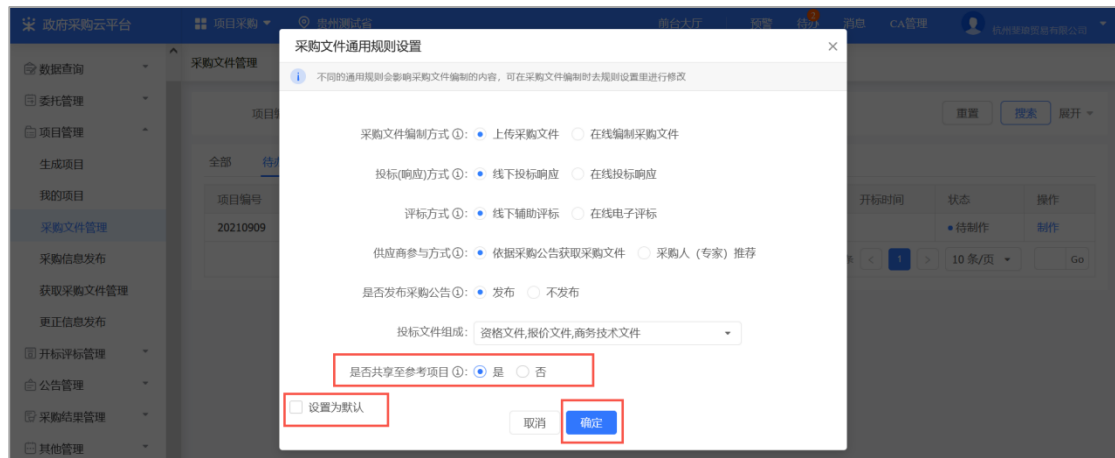 政府采购云平台 项目采购 贵州测试省 前台大厅 预警 待办 消息 CA管理 杭州荣敏贸易有限公司
数据查询
委托管理
项目管理
生成项目
我的项目
采购文件管理
采购信息发布
获取采购文件管理
更正信息发布
开标评标管理
公告管理
采购结果管理
其他管理
采购文件管理
重置 搜索 展开
全部
项目编号 开标时间 状态 操作
20210909 待制作 制作
1 10 条/页 Go
采购文件通用规则设置
不同的通用规则会影响采购文件编制的内容,可在采购文件编制时去规则设置里进行修改
采购文件编制方式: 上传采购文件 在线编制采购文件
投标(响应)方式: 线下投标响应 在线投标响应
评标方式: 线下辅助评标 在线电子评标
供应商参与方式: 依据采购公告获取采购文件 采购人(专家)推荐
是否发布采购公告: 发布 不发布
投标文件组成: 资格文件,报价文件,商务技术文件
是否共享至参考项目: 是 否
设置为默认
取消 确定